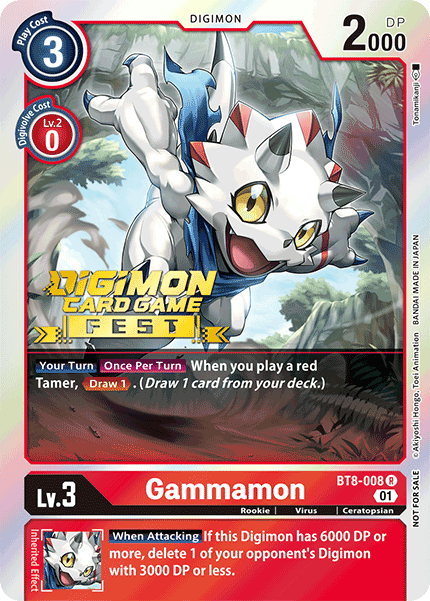 Play Cost
3
DIGIMON
DP
2000
Digivolve Cost
Lv.2
0
Tonamikanji
DIGIMON
CARD GAME
FEST
Your Turn Once Per Turn When you play a red
Tamer, Draw 1 . (Draw 1 card from your deck.)
©Akiyoshi Hongo, Toei Animation BANDAI MADE IN JAPAN
NOT FOR SALE
Lv.3
Gammamon
BT8-008 R
01
Rookie | Virus | Ceratopsian
Inherited Effect
When Attacking If this Digimon has 6000 DP or
more, delete 1 of your opponent's Digimon
with 3000 DP or less.